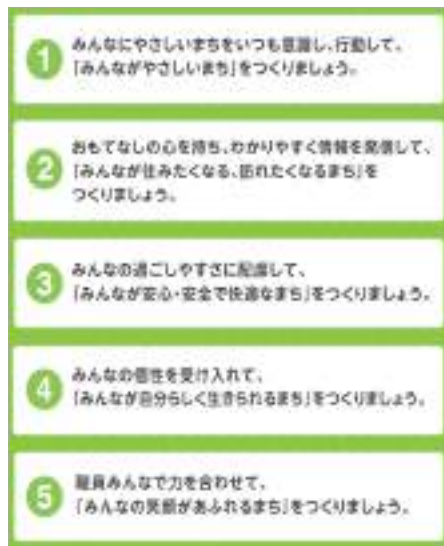 1 みんなにやさしいまちをいつも意識し、行動して、
「みんながやさしいまち」をつくりましょう。
2 おもてなしの心を持ち、わかりやすく情報を発信して、
「みんなが住みたくなる、訪れたくなるまち」を
つくりましょう。
3 みんなの過ごしやすさに配慮して、
「みんなが安心・安全で快適なまち」をつくりましょう。
4 みんなの個性を受け入れて、
「みんなが自分らしく生きられるまち」をつくりましょう。
5 職員みんなで力を合わせて、
「みんなの笑顔があふれるまち」をつくりましょう。